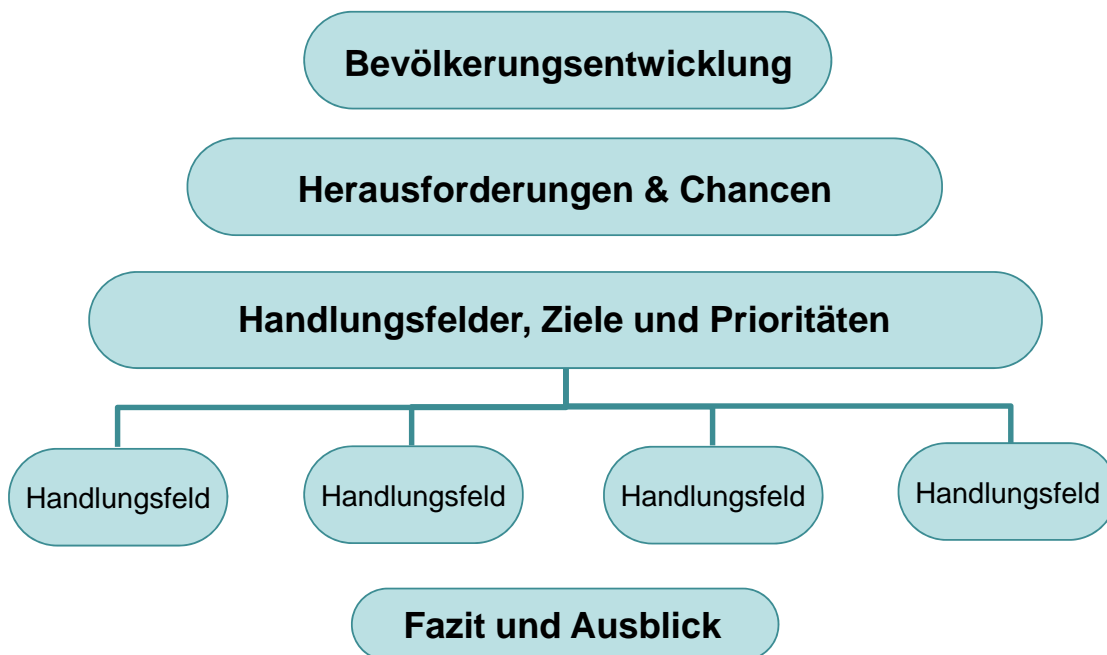 Bevölkerungsentwicklung
Herausforderungen & Chancen
Handlungsfelder, Ziele und Prioritäten
Handlungsfeld
Handlungsfeld
Handlungsfeld
Handlungsfeld
Fazit und Ausblick